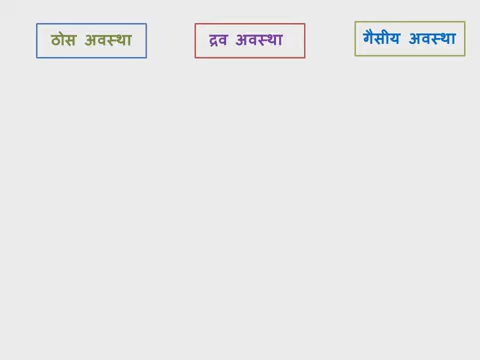 ठोस अवस्था
द्रव अवस्था
गैसीय अवस्था